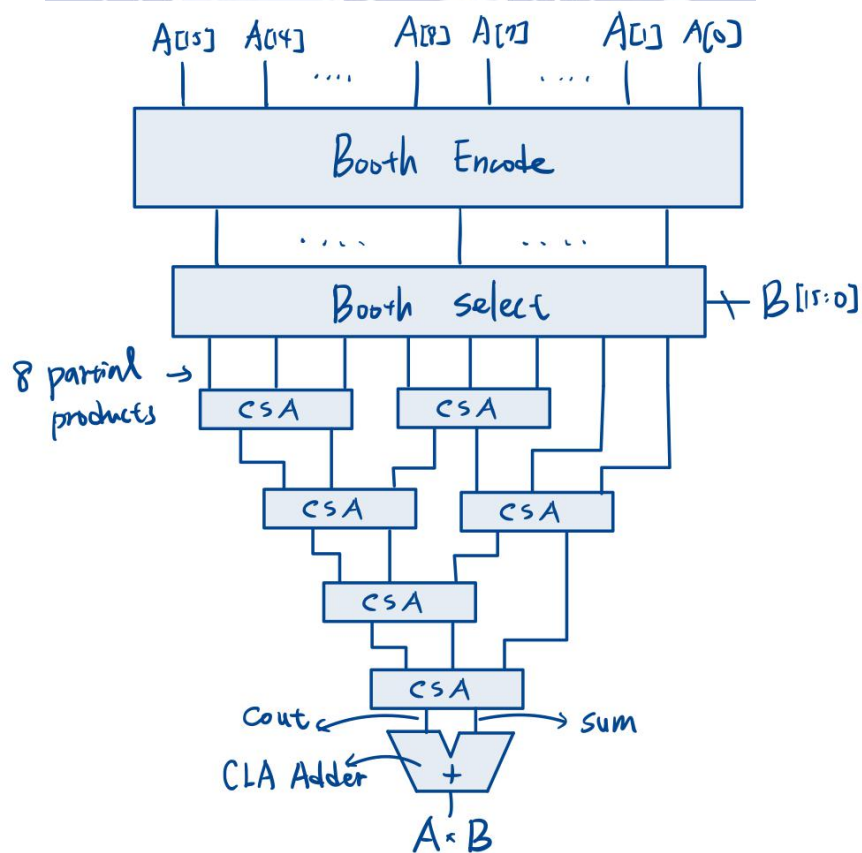 A[15] A[14] .... A[8] A[7] .... A[1] A[0]
Booth Encode
.... ....
Booth select
B[15:0]
8 partial
products
CSA CSA
CSA CSA
CSA
CSA
Cout sum
CLA Adder
+
A × B